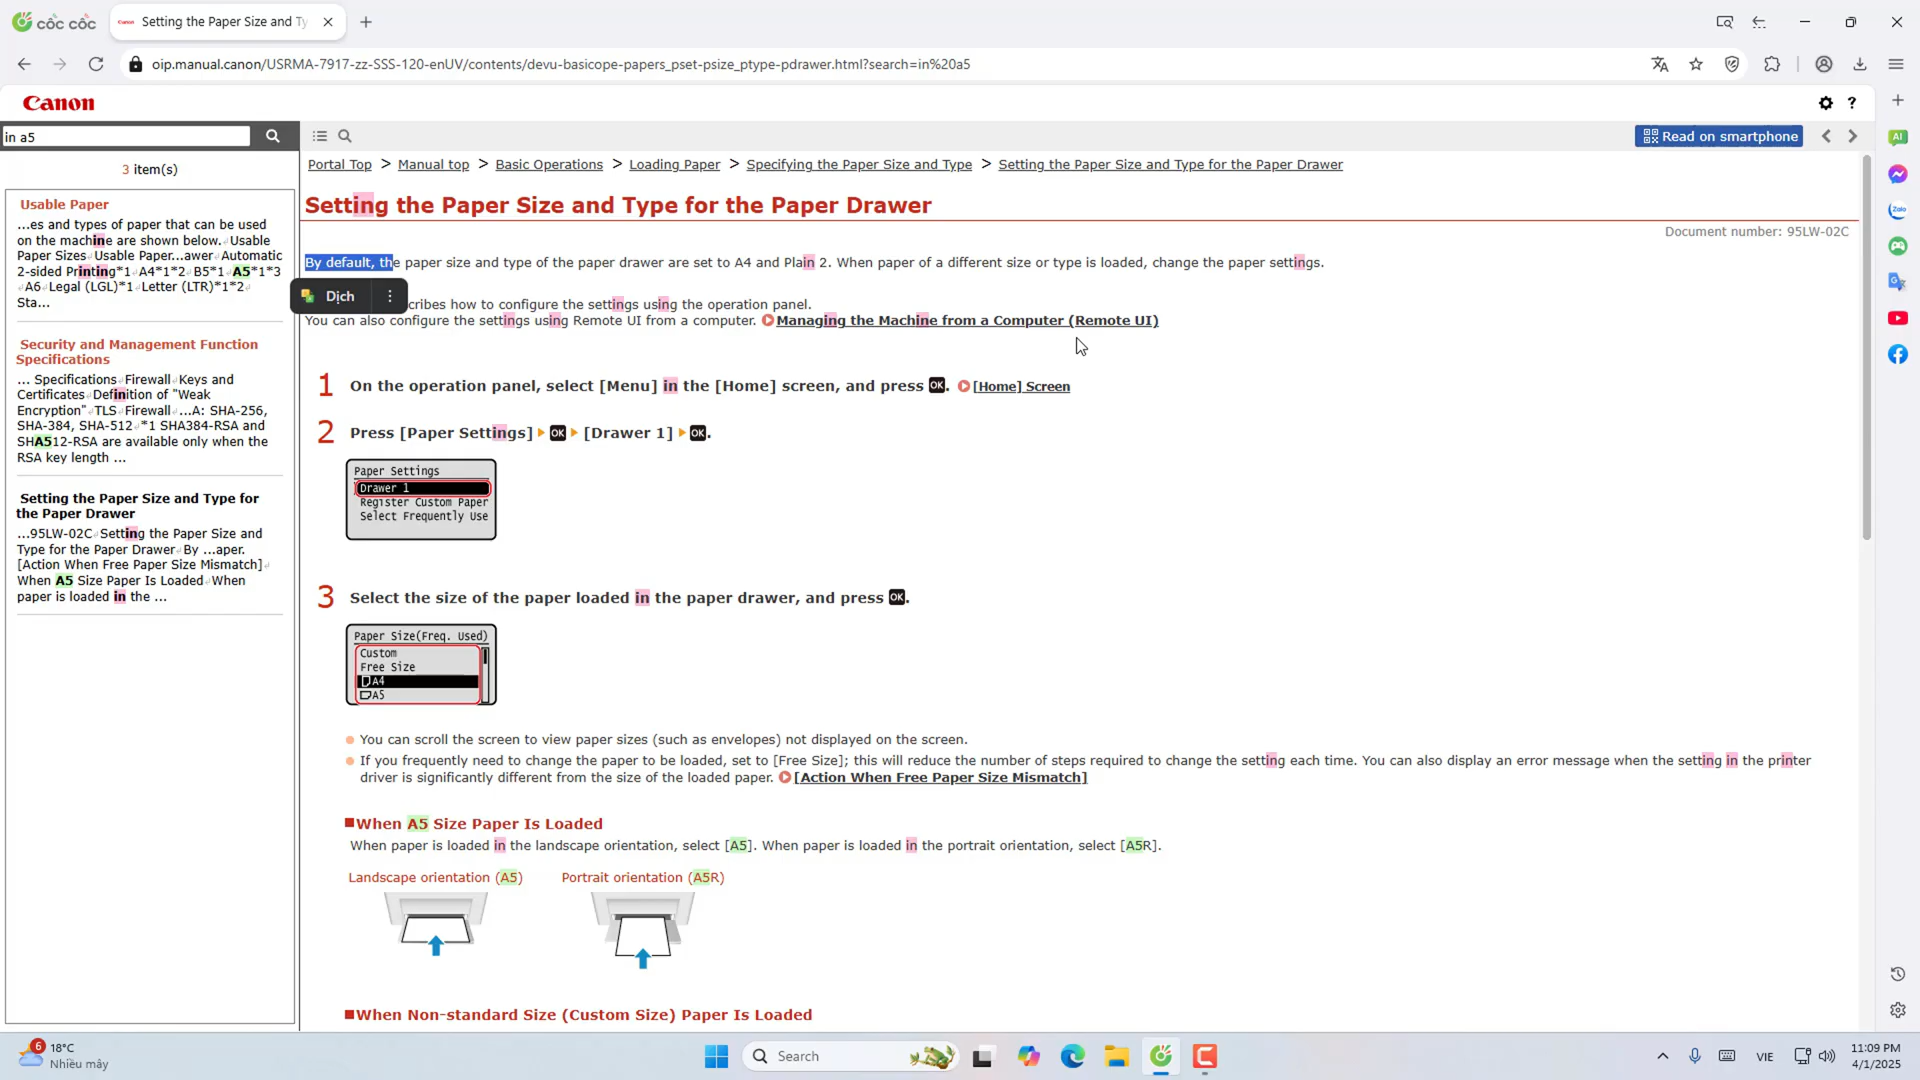 cốc cốc
Canon
Setting the Paper Size and Ty
oip.manual.canon/USRMA-7917-zz-SSS-120-enUV/contents/devu-basicope-papers_pset-psize_ptype-pdrawer.html?search=in%20a5
Canon
?
in a5
Read on smartphone
3 item(s)
Usable Paper
...es and types of paper that can be used
on the machine are shown below. Usable
Paper Sizes Usable Paper...awer Automatic
2-sided Printing*1 A4*1*2 B5*1 A5*1*3
A6 Legal (LGL)*1 Letter (LTR)*1*2
Sta...
Security and Management Function
Specifications
... Specifications Firewall Keys and
Certificates Definition of "Weak
Encryption" TLS Firewall ...A: SHA-256,
SHA-384, SHA-512 *1 SHA384-RSA and
SHA512-RSA are available only when the
RSA key length ...
Setting the Paper Size and Type for
the Paper Drawer
...95LW-02C Setting the Paper Size and
Type for the Paper Drawer By ...aper.
[Action When Free Paper Size Mismatch]
When A5 Size Paper Is Loaded When
paper is loaded in the ...
Portal Top > Manual top > Basic Operations > Loading Paper > Specifying the Paper Size and Type > Setting the Paper Size and Type for the Paper Drawer
Setting the Paper Size and Type for the Paper Drawer
Document number: 95LW-02C
By default, the paper size and type of the paper drawer are set to A4 and Plain 2. When paper of a different size or type is loaded, change the paper settings.
Dịch
cribes how to configure the settings using the operation panel.
You can also configure the settings using Remote UI from a computer. Managing the Machine from a Computer (Remote UI)
1 On the operation panel, select [Menu] in the [Home] screen, and press OK. [Home] Screen
2 Press [Paper Settings] OK [Drawer 1] OK.
Paper Settings
Drawer 1
Register Custom Paper
Select Frequently Use
3 Select the size of the paper loaded in the paper drawer, and press OK.
Paper Size(Freq. Used)
Custom
Free Size
A4
A5
You can scroll the screen to view paper sizes (such as envelopes) not displayed on the screen.
If you frequently need to change the paper to be loaded, set to [Free Size]; this will reduce the number of steps required to change the setting each time. You can also display an error message when the setting in the printer
driver is significantly different from the size of the loaded paper. [Action When Free Paper Size Mismatch]
When A5 Size Paper Is Loaded
When paper is loaded in the landscape orientation, select [A5]. When paper is loaded in the portrait orientation, select [A5R].
Landscape orientation (A5) Portrait orientation (A5R)
When Non-standard Size (Custom Size) Paper Is Loaded
AI
Zalo
6
18°C
Nhiều mây
Search
VIE
11:09 PM
4/1/2025